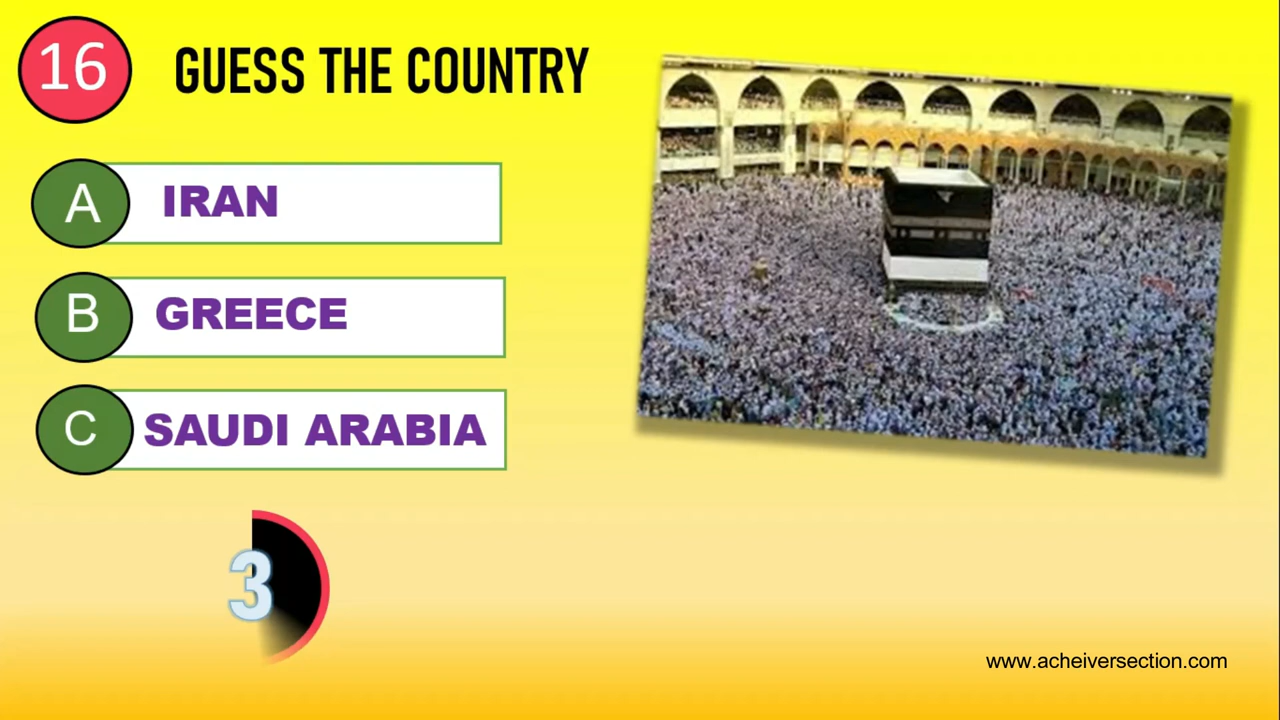 16
GUESS THE COUNTRY
A
IRAN
B
GREECE
C
SAUDI ARABIA
3
www.acheiversection.com